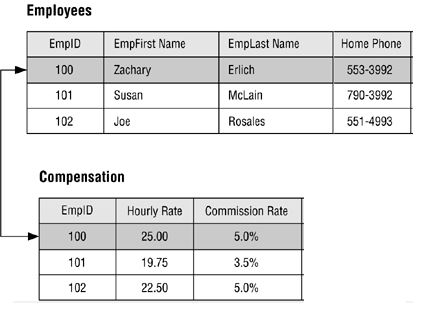 Employees
EmpID EmpFirst Name EmpLast Name Home Phone
100 Zachary Erlich 553-3992
101 Susan McLain 790-3992
102 Joe Rosales 551-4993
Compensation
EmpID Hourly Rate Commission Rate
100 25.00 5.0%
101 19.75 3.5%
102 22.50 5.0%